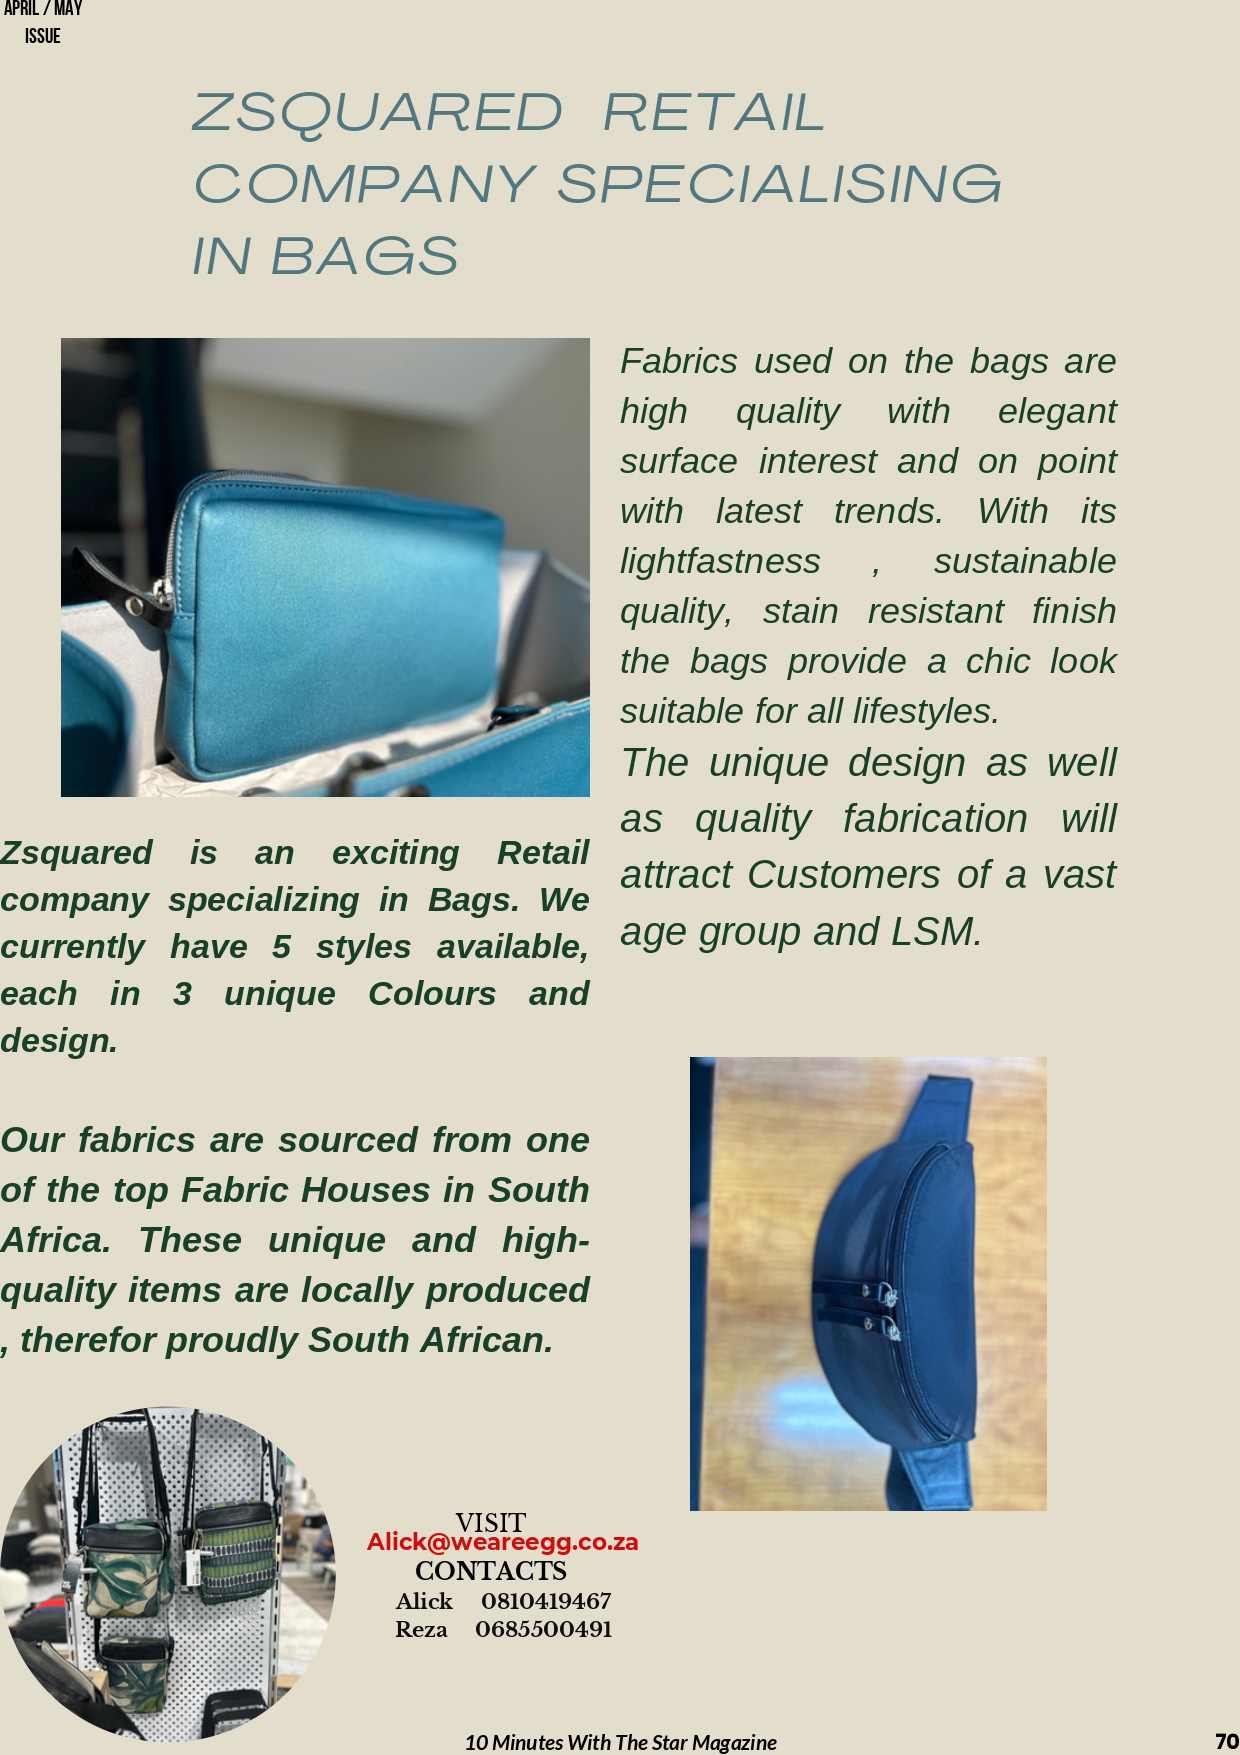 APRIL / MAY
ISSUE
ZSQUARED RETAIL
COMPANY SPECIALISING
IN BAGS
Zsquared is an exciting Retail
company specializing in Bags. We
currently have 5 styles available,
each in 3 unique Colours and
design.
Our fabrics are sourced from one
of the top Fabric Houses in South
Africa. These unique and high-
quality items are locally produced
, therefor proudly South African.
Fabrics used on the bags are
high quality with elegant
surface interest and on point
with latest trends. With its
lightfastness , sustainable
quality, stain resistant finish
the bags provide a chic look
suitable for all lifestyles.
The unique design as well
as quality fabrication will
attract Customers of a vast
age group and LSM.
VISIT
Alick@weareegg.co.za
CONTACTS
Alick 0810419467
Reza 0685500491
10 Minutes With The Star Magazine
70